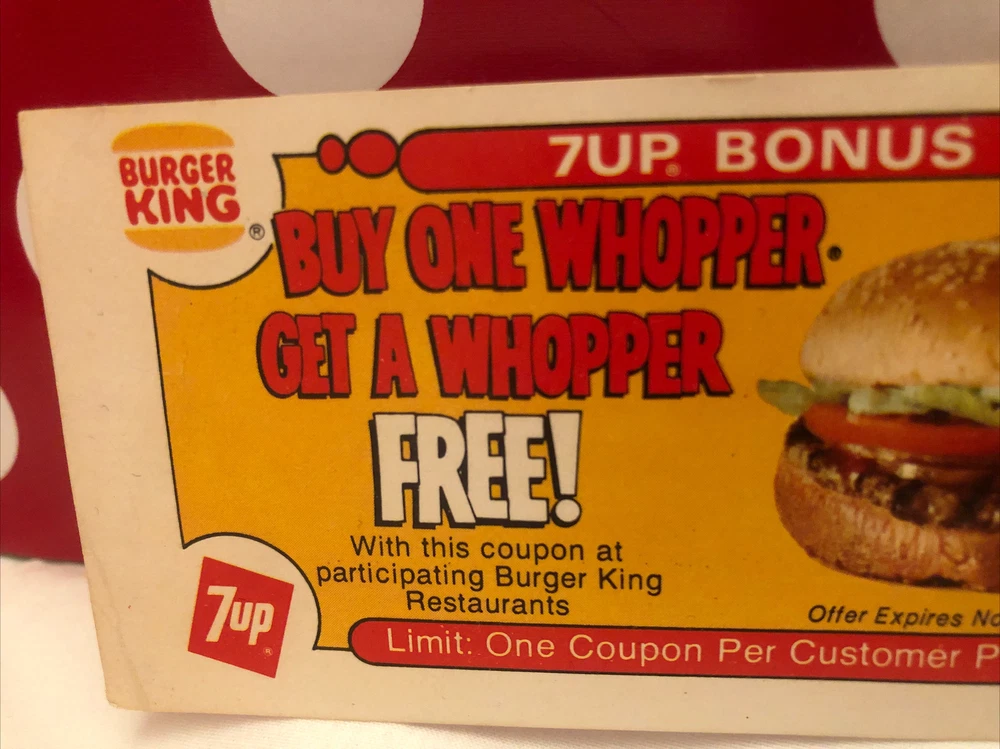 BURGER
KING
®
7UP® BONUS
BUY ONE WHOPPER®
GET A WHOPPER
FREE!
With this coupon at
participating Burger King
Restaurants
Offer Expires No
7up®
Limit: One Coupon Per Customer P